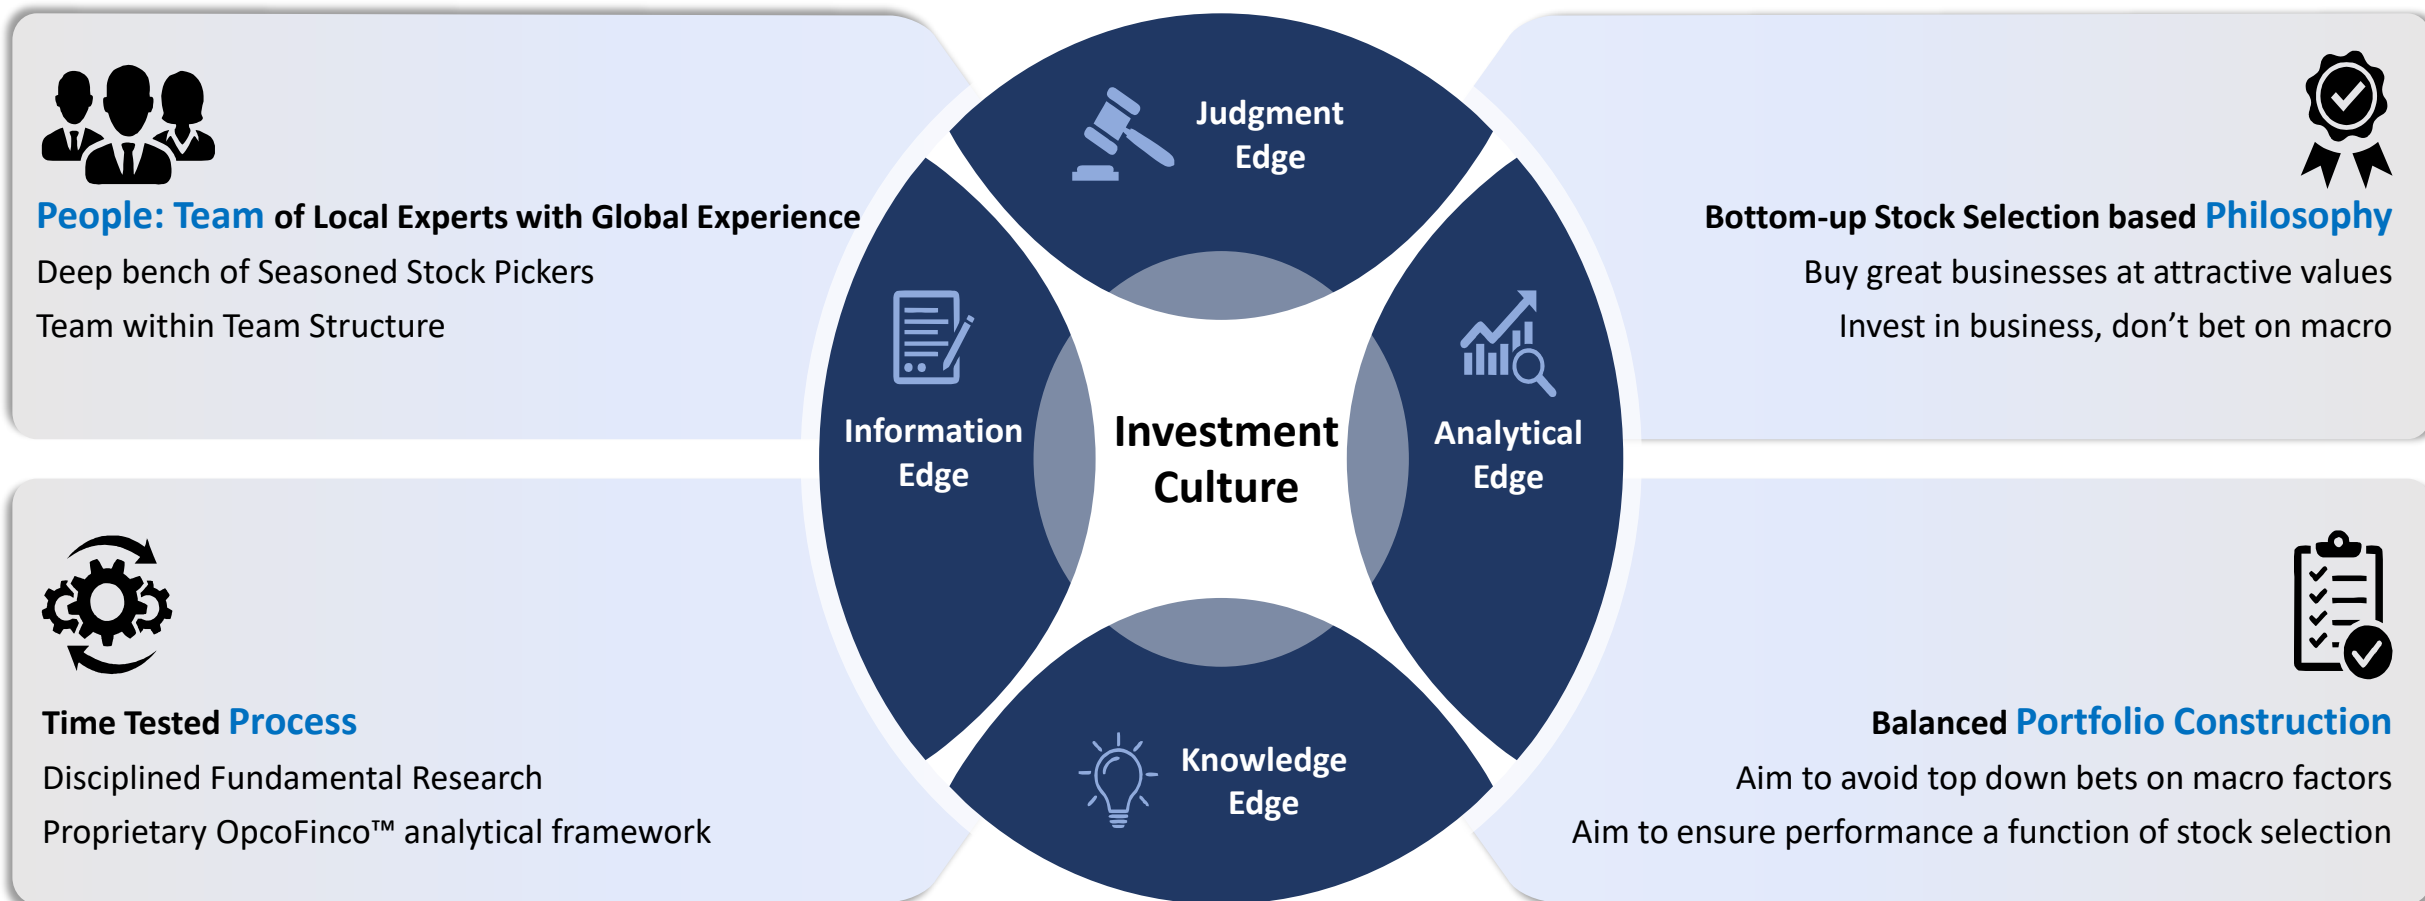 People: Team of Local Experts with Global Experience
Deep bench of Seasoned Stock Pickers
Team within Team Structure
Judgment
Edge
Bottom-up Stock Selection based Philosophy
Buy great businesses at attractive values
Invest in business, don’t bet on macro
Information
Edge
Investment
Culture
Analytical
Edge
Time Tested Process
Disciplined Fundamental Research
Proprietary OpcoFinco™ analytical framework
Knowledge
Edge
Balanced Portfolio Construction
Aim to avoid top down bets on macro factors
Aim to ensure performance a function of stock selection